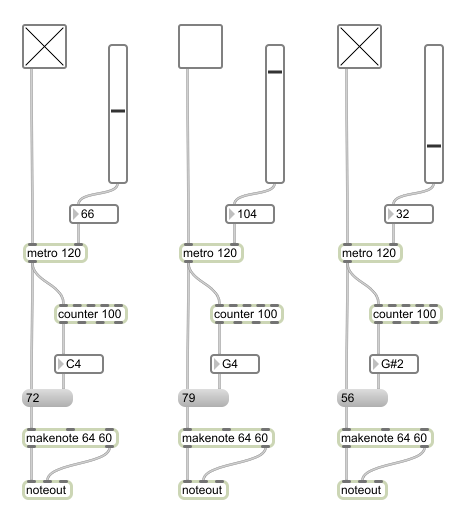 66 104 32
metro 120 metro 120 metro 120
counter 100 counter 100 counter 100
C4 G4 G#2
72 79 56
makenote 64 60 makenote 64 60 makenote 64 60
noteout noteout noteout